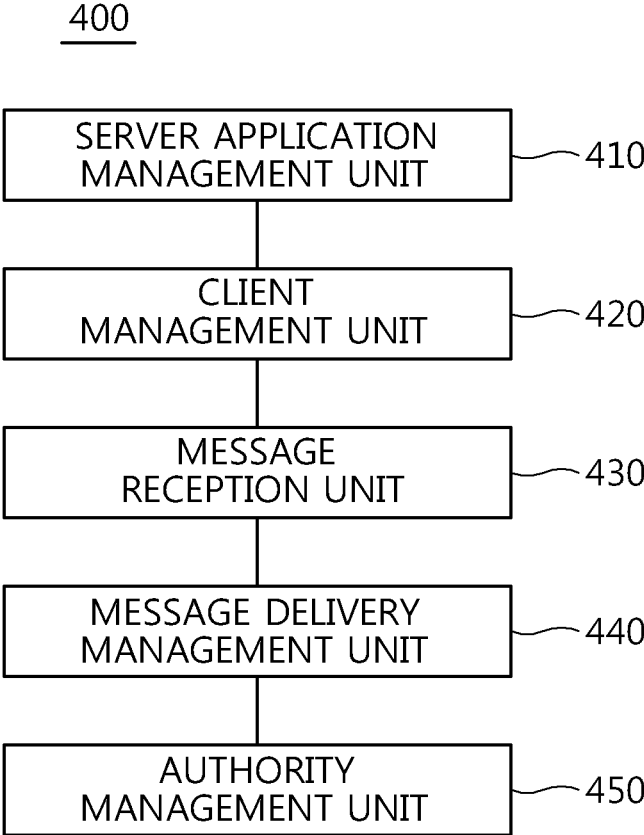 400
SERVER APPLICATION
MANAGEMENT UNIT
410
CLIENT
MANAGEMENT UNIT
420
MESSAGE
RECEPTION UNIT
430
MESSAGE DELIVERY
MANAGEMENT UNIT
440
AUTHORITY
MANAGEMENT UNIT
450